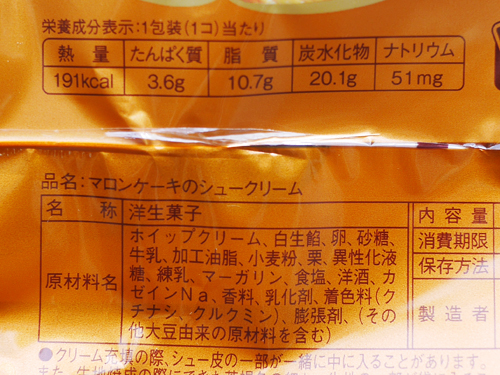 栄養成分表示:1包装(1コ)当たり
熱量 たんぱく質 脂質 炭水化物 ナトリウム
191kcal 3.6g 10.7g 20.1g 51mg
品名:マロンケーキのシュークリーム
名称 洋生菓子
内容量
消費期限
保存方法
製造者
原材料名
ホイップクリーム、白生餡、卵、砂糖、
牛乳、加工油脂、小麦粉、栗、異性化液
糖、練乳、マーガリン、食塩、洋酒、カ
ゼインNa、香料、乳化剤、着色料(ク
チナシ、クルクミン)、膨張剤、(その
他大豆由来の原材料を含む)
●クリーム充填の際、シュー皮の一部が一緒に中に入ることがあります。